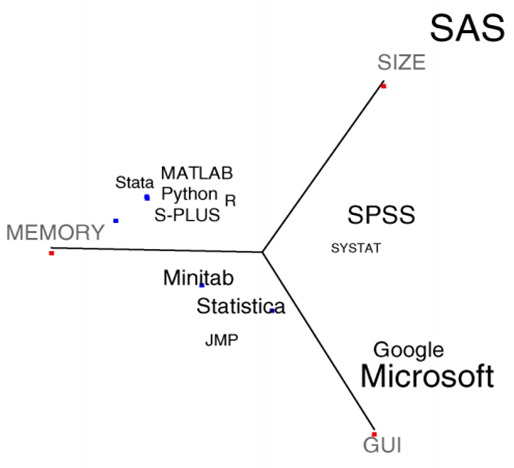 SAS
SIZE
MATLAB
Stata
Python
R
S-PLUS
SPSS
MEMORY
SYSTAT
Minitab
Statistica
JMP
Google
Microsoft
GUI